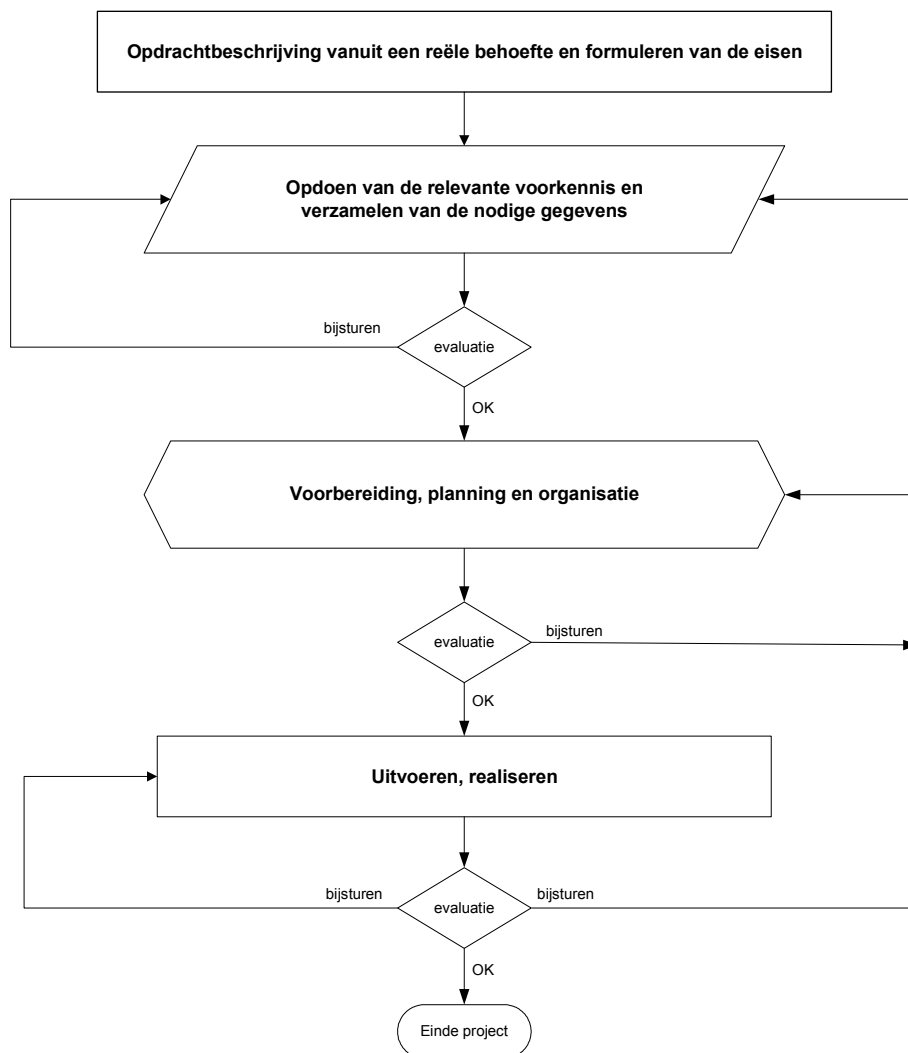 Opdrachtbeschrijving vanuit een reële behoefte en formuleren van de eisen
Opdoen van de relevante voorkennis en
verzamelen van de nodige gegevens
bijsturen
evaluatie
OK
Voorbereiding, planning en organisatie
evaluatie
bijsturen
OK
Uitvoeren, realiseren
bijsturen
evaluatie
bijsturen
OK
Einde project